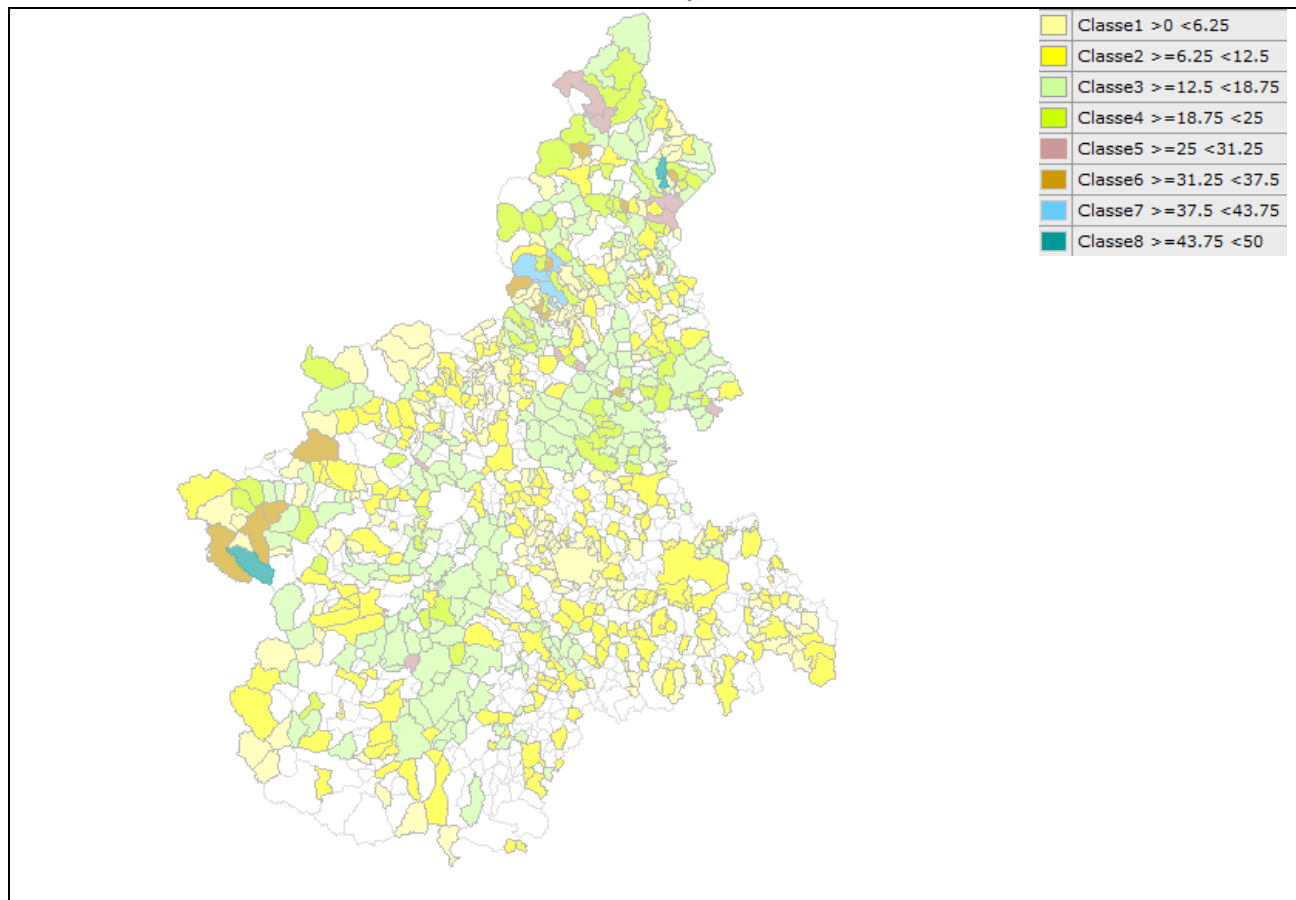 Classe1 >0 <6.25
Classe2 >=6.25 <12.5
Classe3 >=12.5 <18.75
Classe4 >=18.75 <25
Classe5 >=25 <31.25
Classe6 >=31.25 <37.5
Classe7 >=37.5 <43.75
Classe8 >=43.75 <50